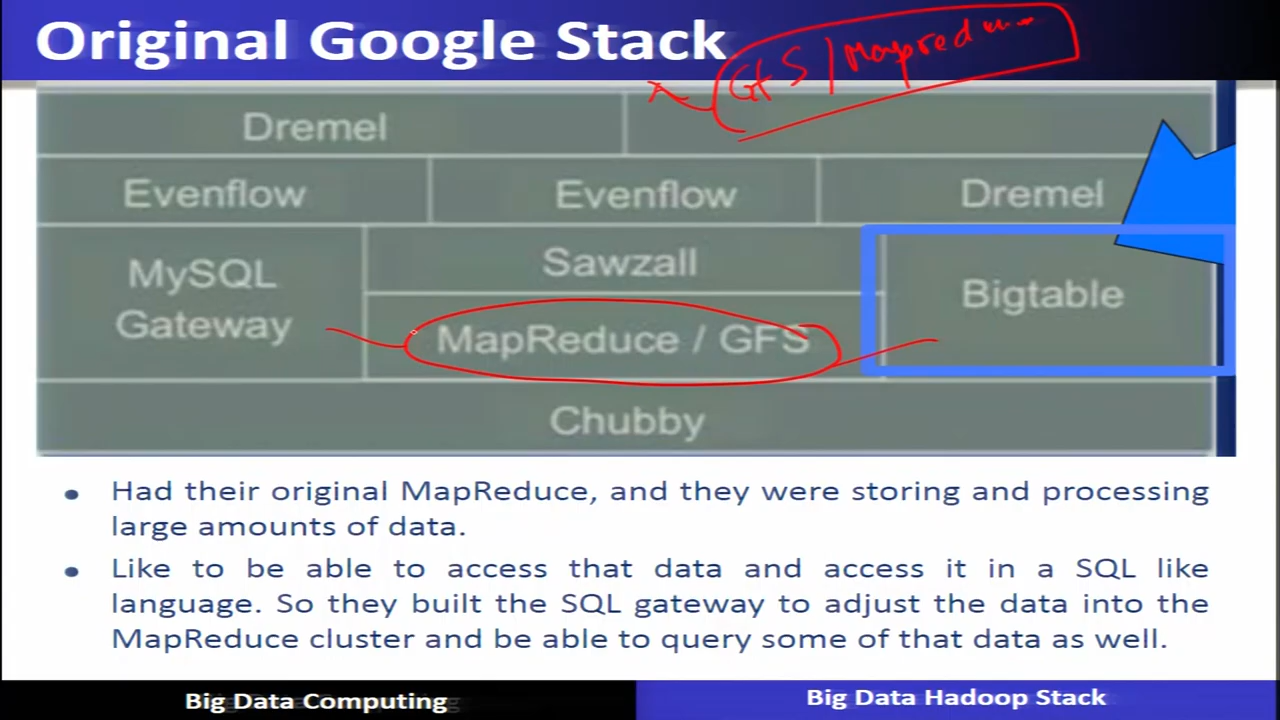 Original Google Stack
GFS / Mapredu...
Dremel
Evenflow
Evenflow
Dremel
MySQL
Gateway
Sawzall
MapReduce / GFS
Bigtable
Chubby
• Had their original MapReduce, and they were storing and processing
large amounts of data.
• Like to be able to access that data and access it in a SQL like
language. So they built the SQL gateway to adjust the data into the
MapReduce cluster and be able to query some of that data as well.
Big Data Computing
Big Data Hadoop Stack